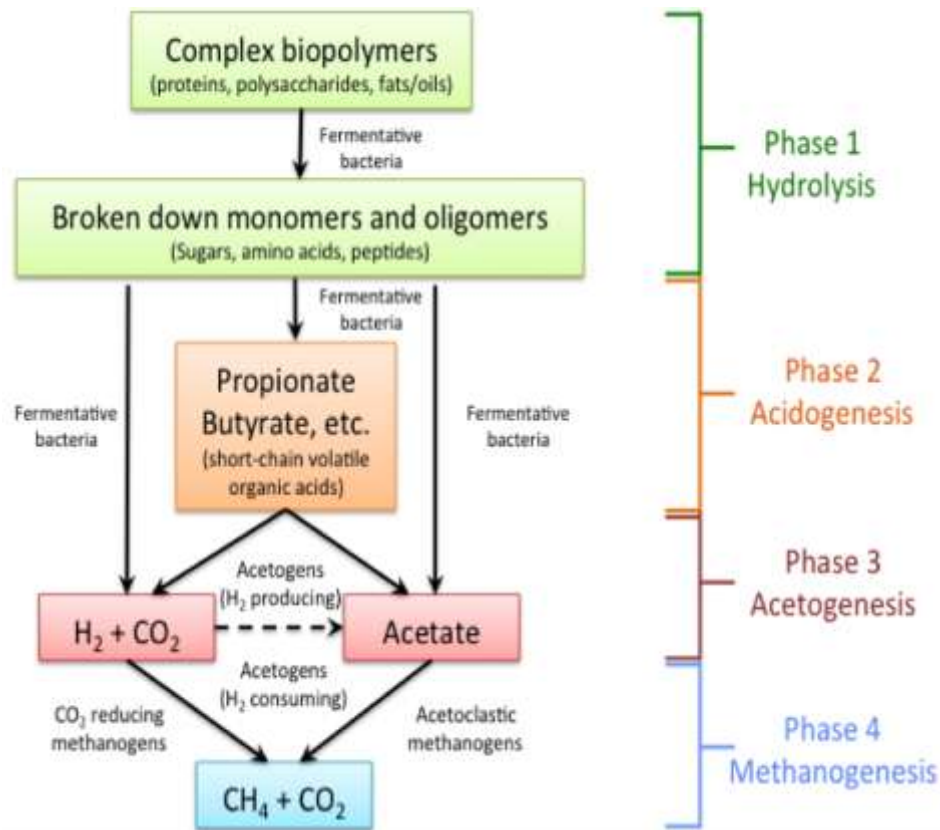 Complex biopolymers
(proteins, polysaccharides, fats/oils)
Fermentative
bacteria
Phase 1
Hydrolysis
Broken down monomers and oligomers
(Sugars, amino acids, peptides)
Fermentative
bacteria
Propionate
Butyrate, etc.
(short-chain volatile
organic acids)
Fermentative
bacteria
Fermentative
bacteria
Phase 2
Acidogenesis
Acetogens
(H₂ producing)
H₂ + CO₂
Acetate
Acetogens
(H₂ consuming)
Phase 3
Acetogenesis
CO₂ reducing
methanogens
Acetoclastic
methanogens
CH₄ + CO₂
Phase 4
Methanogenesis